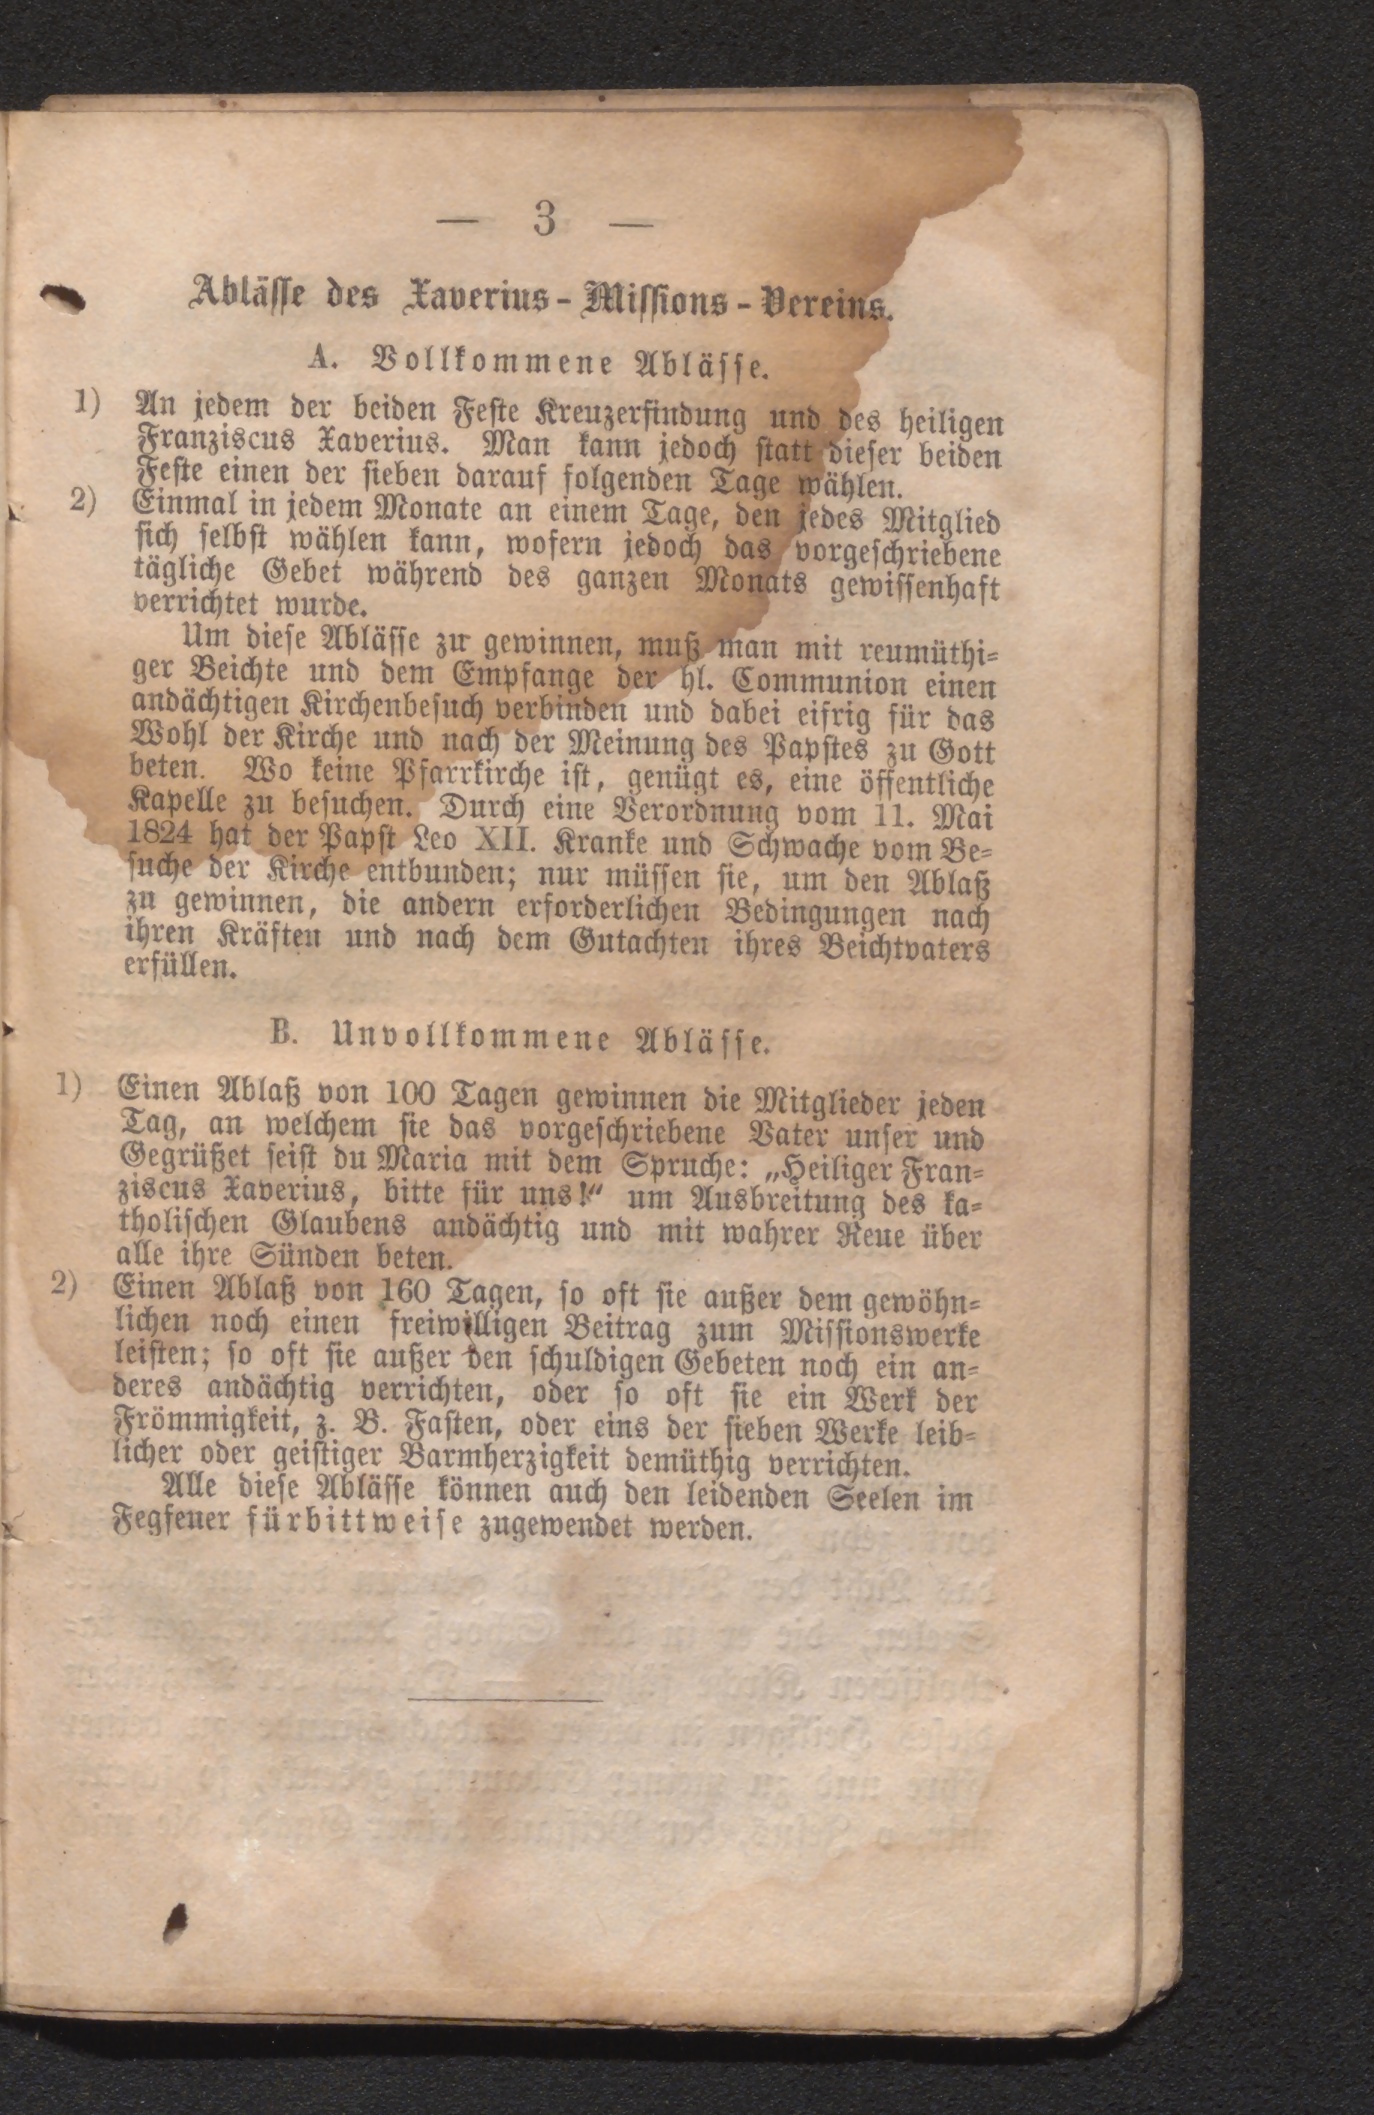 — 3 —
Ablässe des Xaverius-Missions-Vereins.
A. Vollkommene Ablässe.
1) An jedem der beiden Feste Kreuzerfindung und des heiligen
Franziscus Xaverius. Man kann jedoch statt dieser beiden
Feste einen der sieben darauf folgenden Tage wählen.
2) Einmal in jedem Monate an einem Tage, den jedes Mitglied
sich selbst wählen kann, wofern jedoch das vorgeschriebene
tägliche Gebet während des ganzen Monats gewissenhaft
verrichtet wurde.
Um diese Ablässe zu gewinnen, muß man mit reumüthi-
ger Beichte und dem Empfange der hl. Communion einen
andächtigen Kirchenbesuch verbinden und dabei eifrig für das
Wohl der Kirche und nach der Meinung des Papstes zu Gott
beten. Wo keine Pfarrkirche ist, genügt es, eine öffentliche
Kapelle zu besuchen. Durch eine Verordnung vom 11. Mai
1824 hat der Papst Leo XII. Kranke und Schwache vom Be-
suche der Kirche entbunden; nur müssen sie, um den Ablaß
zu gewinnen, die andern erforderlichen Bedingungen nach
ihren Kräften und nach dem Gutachten ihres Beichtvaters
erfüllen.
B. Unvollkommene Ablässe.
1) Einen Ablaß von 100 Tagen gewinnen die Mitglieder jeden
Tag, an welchem sie das vorgeschriebene Vater unser und
Gegrüßet seist du Maria mit dem Spruche: „Heiliger Fran-
ziscus Xaverius, bitte für uns!“ um Ausbreitung des ka-
tholischen Glaubens andächtig und mit wahrer Reue über
alle ihre Sünden beten.
2) Einen Ablaß von 160 Tagen, so oft sie außer dem gewöhn-
lichen noch einen freiwilligen Beitrag zum Missionswerke
leisten; so oft sie außer den schuldigen Gebeten noch ein an-
deres andächtig verrichten, oder so oft sie ein Werk der
Frömmigkeit, z. B. Fasten, oder eins der sieben Werke leib-
licher oder geistiger Barmherzigkeit demüthig verrichten.
Alle diese Ablässe können auch den leidenden Seelen im
Fegfeuer fürbittweise zugewendet werden.